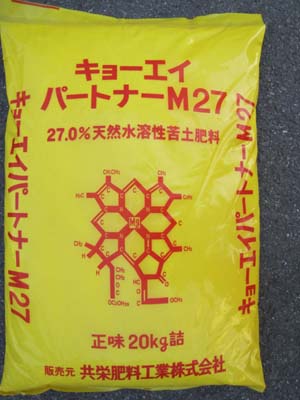 キョーエイ
パートナーM27
27.0%天然水溶性苦土肥料
キョーエイパートナーM27
キョーエイパートナーM27
Mg
正味20kg詰
販売元 共栄肥料工業株式会社